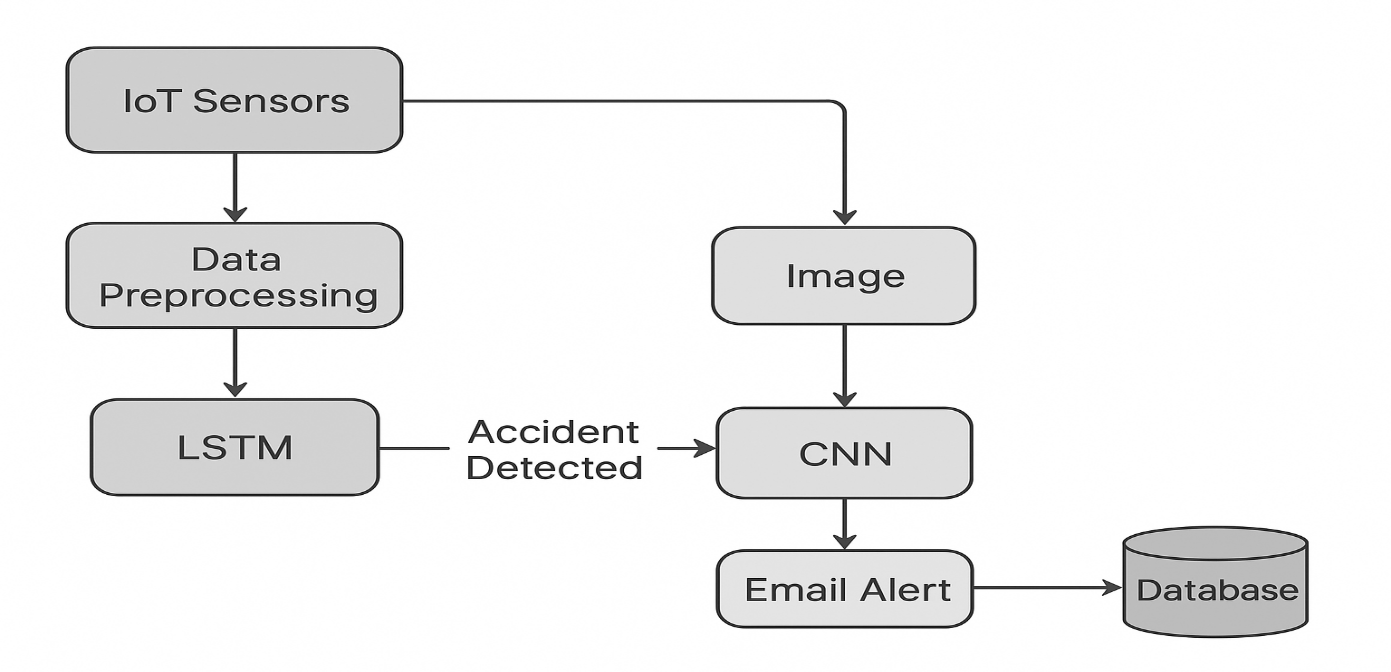 IoT Sensors
Data
Preprocessing
Image
LSTM
Accident
Detected
CNN
Email Alert
Database